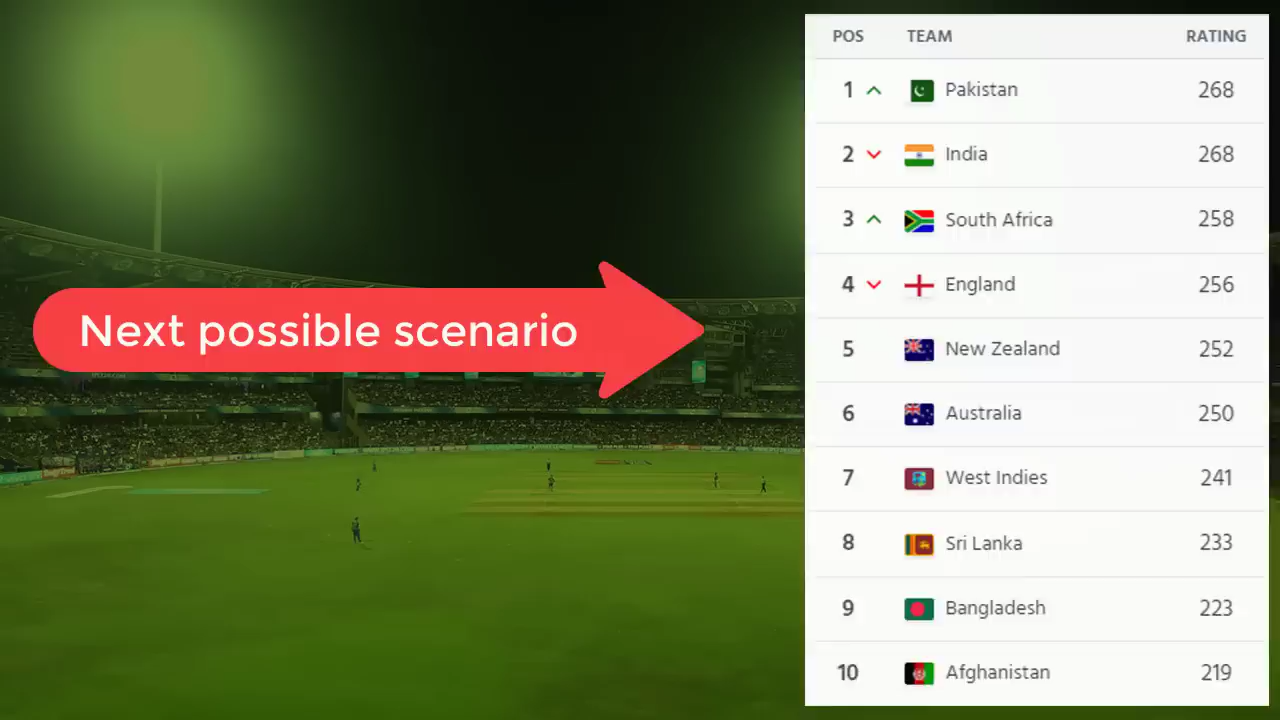 Next possible scenario
POS TEAM RATING
1 Pakistan 268
2 India 268
3 South Africa 258
4 England 256
5 New Zealand 252
6 Australia 250
7 West Indies 241
8 Sri Lanka 233
9 Bangladesh 223
10 Afghanistan 219